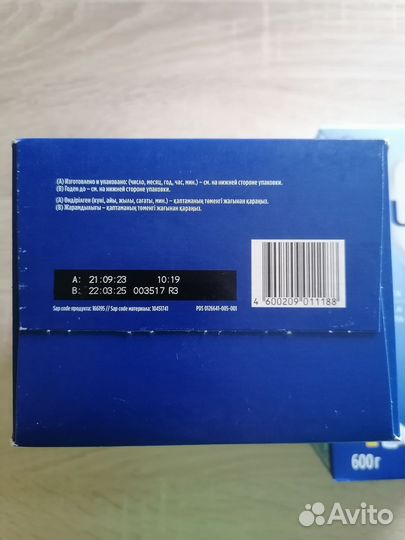 (А) Изготовлено и упаковано: (число, месяц, год, час, мин.) – см. на нижней стороне упаковки.
(В) Годен до – см. на нижней стороне упаковки.
(А) Өндірілген (күні, айы, жылы, сағаты, мин.) – қаптаманың төменгі жағынан қараңыз.
(В) Жарамдылығы – қаптаманың төменгі жағынан қараңыз.
A: 21:09:23 10:19
B: 22:03:25 003517 R3
Sap code продукта: 166195 // Sap code материала: 10451741
PDS 0126641-005-001
4 600209 011188
600 г
Avito